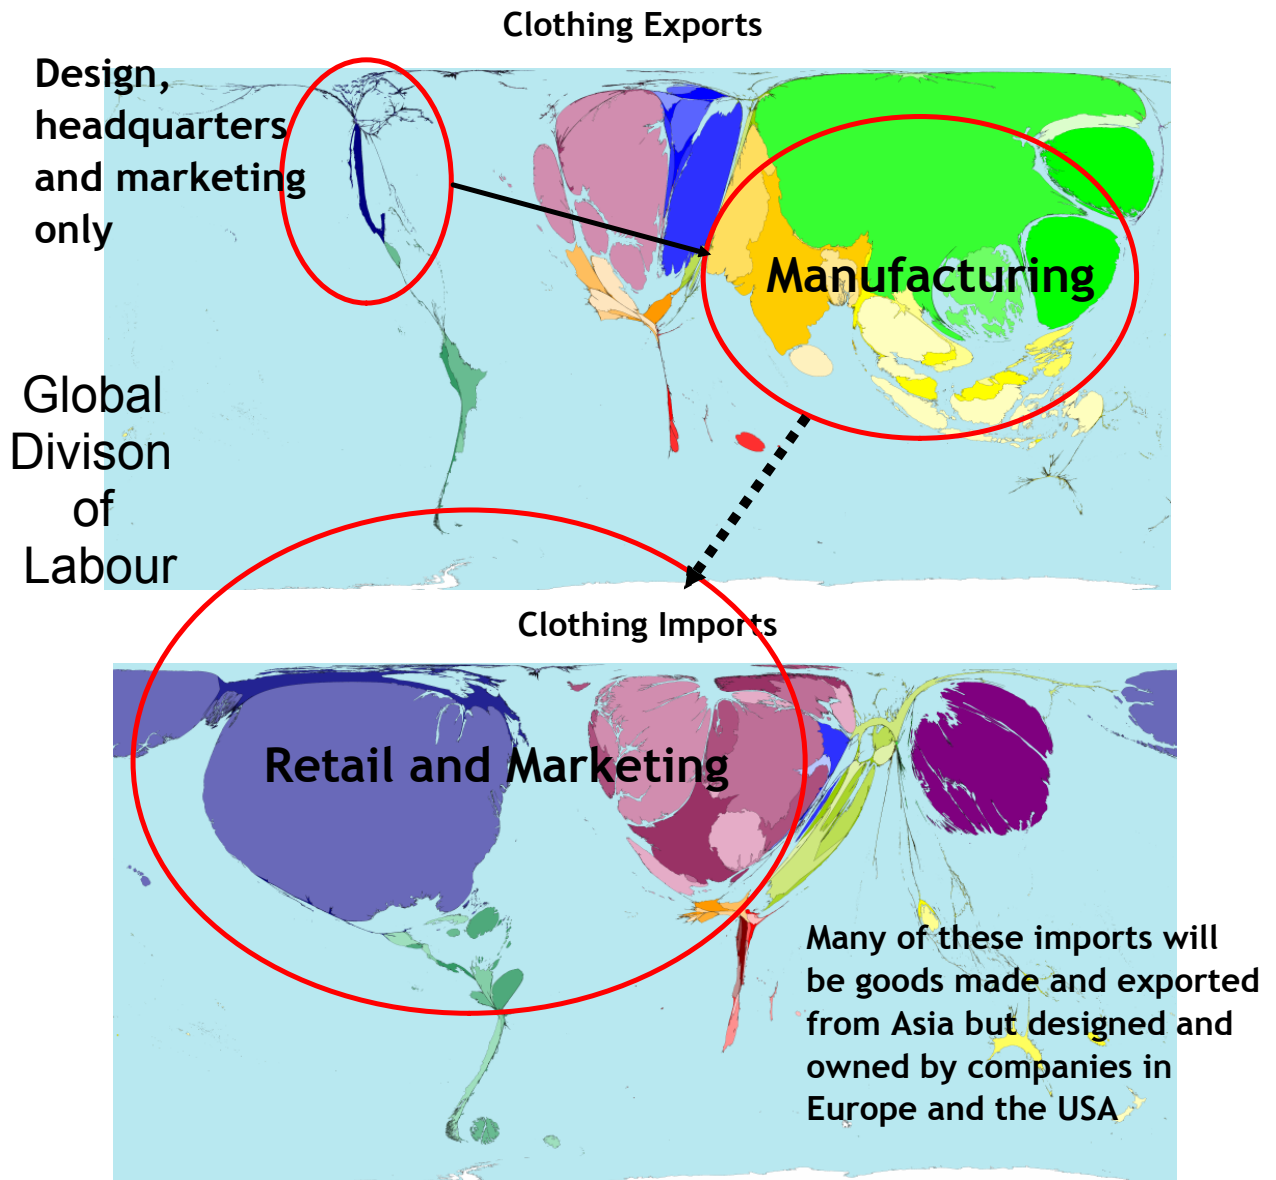 Clothing Exports
Design,
headquarters
and marketing
only
Manufacturing
Global
Divison
of
Labour
Clothing Imports
Retail and Marketing
Many of these imports will
be goods made and exported
from Asia but designed and
owned by companies in
Europe and the USA